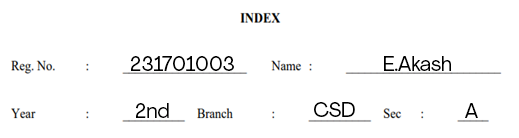 INDEX
Reg. No. : 231701003 Name : E.Akash
Year : 2nd Branch : CSD Sec : A